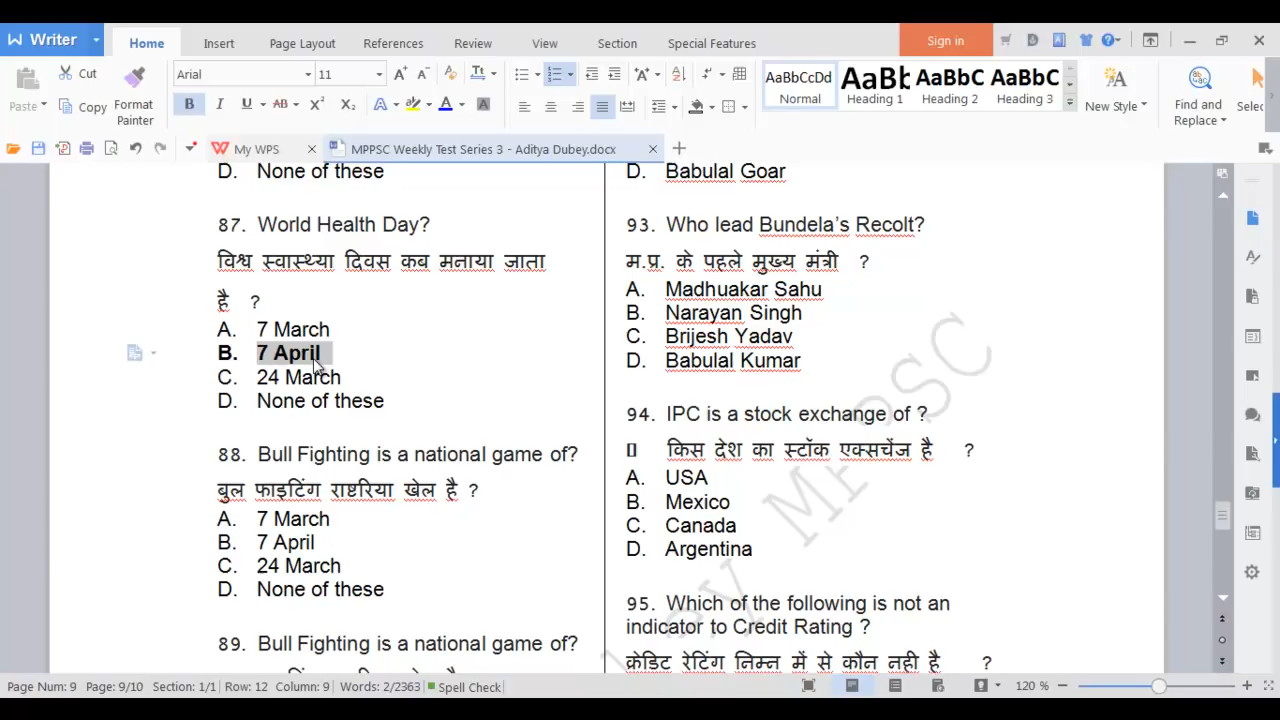 Writer
Home
Insert
Page Layout
References
Review
View
Section
Special Features
Sign in
Paste
Cut
Copy
Format
Painter
Arial
11
AaBbCcDd
Normal
AaBb
Heading 1
AaBbC
Heading 2
AaBbC
Heading 3
New Style
Find and
Replace
Selec
My WPS
MPPSC Weekly Test Series 3 - Aditya Dubey.docx
D. None of these
87. World Health Day?
विश्व स्वास्थ्या दिवस कब मनाया जाता
है ?
A. 7 March
B. 7 April
C. 24 March
D. None of these
88. Bull Fighting is a national game of?
बुल फाइटिंग राष्टरिया खेल है ?
A. 7 March
B. 7 April
C. 24 March
D. None of these
89. Bull Fighting is a national game of?
D. Babulal Goar
93. Who lead Bundela's Recolt?
म.प्र. के पहले मुख्य मंत्री ?
A. Madhuakar Sahu
B. Narayan Singh
C. Brijesh Yadav
D. Babulal Kumar
94. IPC is a stock exchange of ?
किस देश का स्टॉक एक्सचेंज है ?
A. USA
B. Mexico
C. Canada
D. Argentina
95. Which of the following is not an
indicator to Credit Rating ?
क्रेडिट रेटिंग निम्न में से कौन नही है ?
Page Num: 9 Page: 9/10 Section: 1/1 Row: 12 Column: 9 Words: 2/2363 Spell Check
120 %